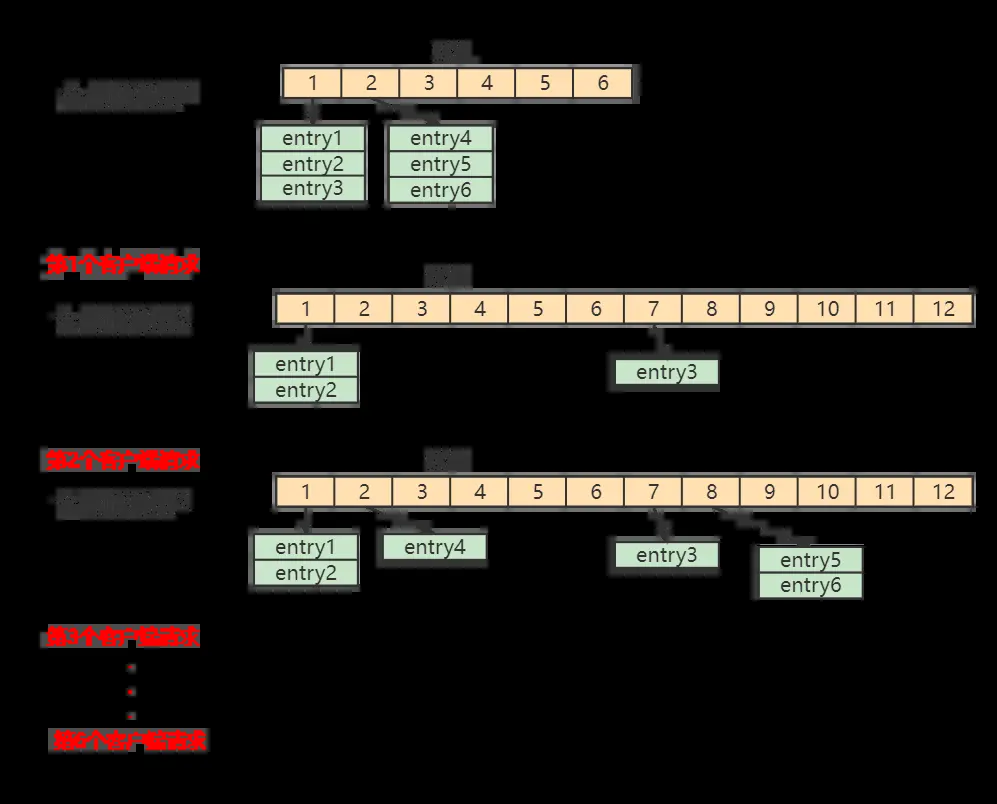 1 2 3 4 5 6
entry1 entry4
entry2 entry5
entry3 entry6
第1个客户端请求
1 2 3 4 5 6 7 8 9 10 11 12
entry1 entry3
entry2
第2个客户端请求
1 2 3 4 5 6 7 8 9 10 11 12
entry1 entry4 entry3 entry5
entry2 entry6
第3个客户端请求
第6个客户端请求